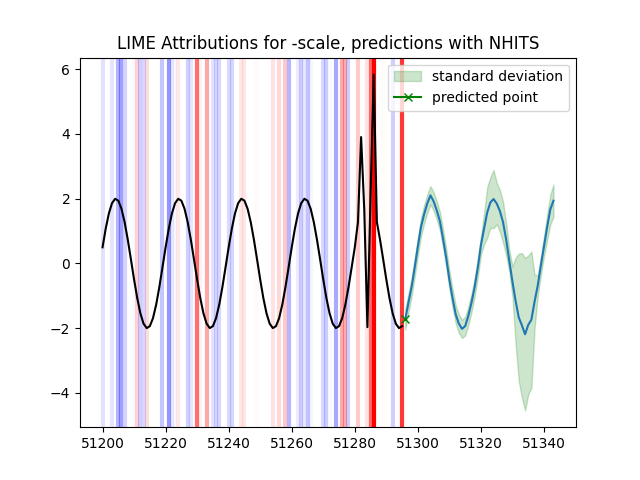 LIME Attributions for -scale, predictions with NHITS
standard deviation
predicted point
6
4
2
0
−2
−4
51200 51220 51240 51260 51280 51300 51320 51340